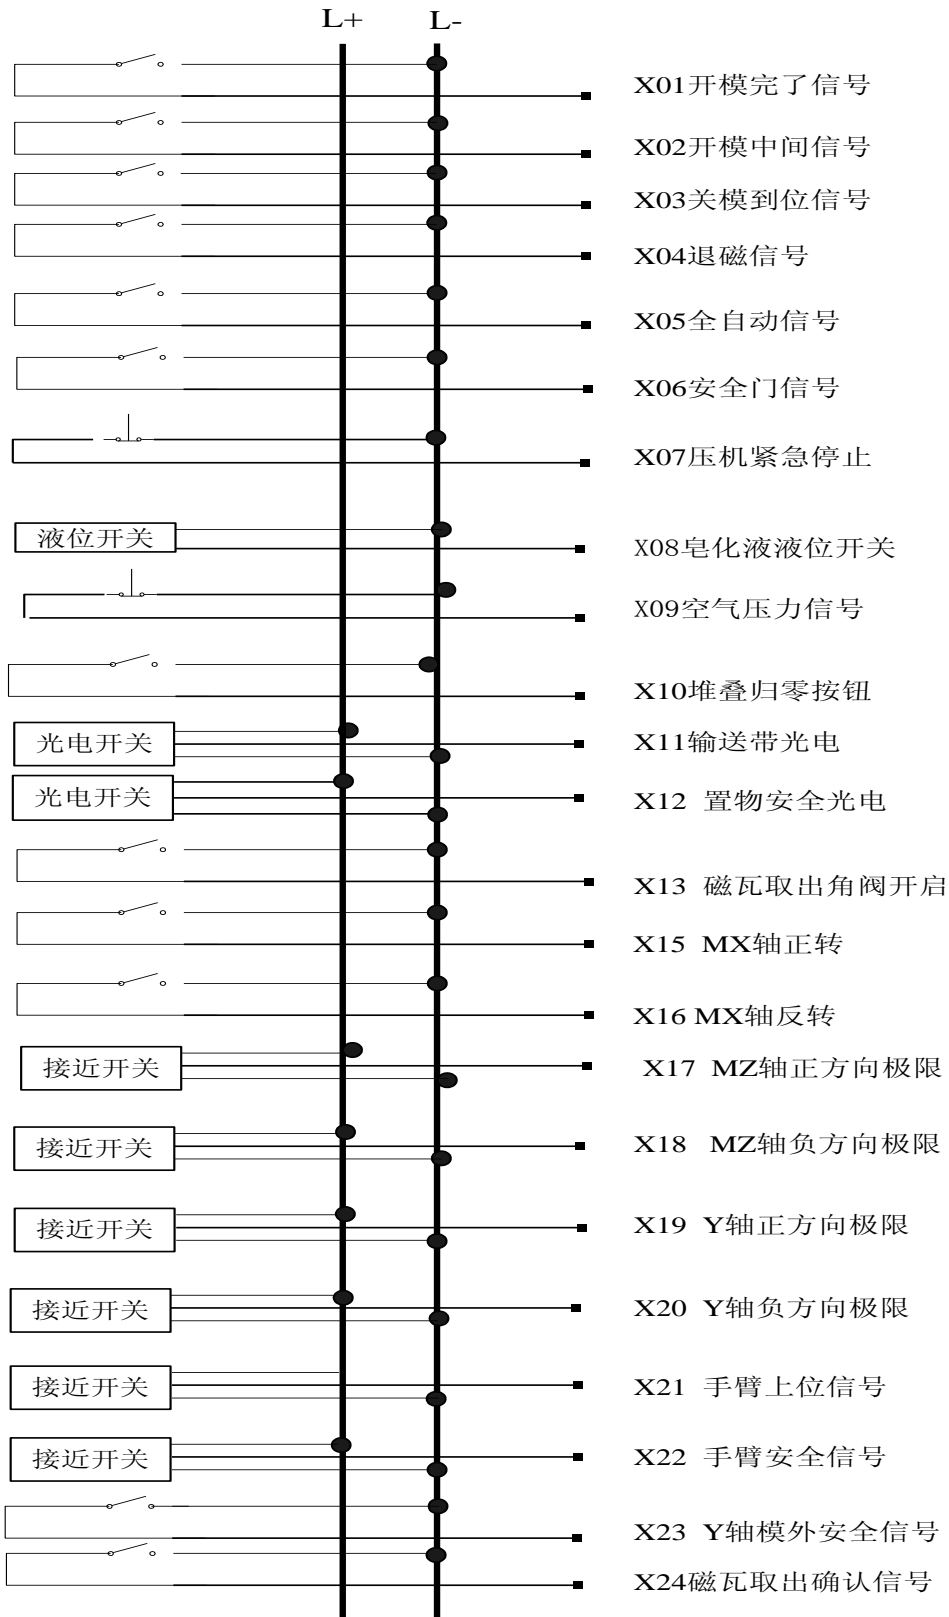 L+ L-
X01开模完了信号
X02开模中间信号
X03关模到位信号
X04退磁信号
X05全自动信号
X06安全门信号
X07压机紧急停止
液位开关 X08皂化液液位开关
X09空气压力信号
X10堆叠归零按钮
光电开关 X11输送带光电
光电开关 X12 置物安全光电
X13 磁瓦取出角阀开启
X15 MX轴正转
X16 MX轴反转
接近开关 X17 MZ轴正方向极限
接近开关 X18 MZ轴负方向极限
接近开关 X19 Y轴正方向极限
接近开关 X20 Y轴负方向极限
接近开关 X21 手臂上位信号
接近开关 X22 手臂安全信号
X23 Y轴模外安全信号
X24磁瓦取出确认信号